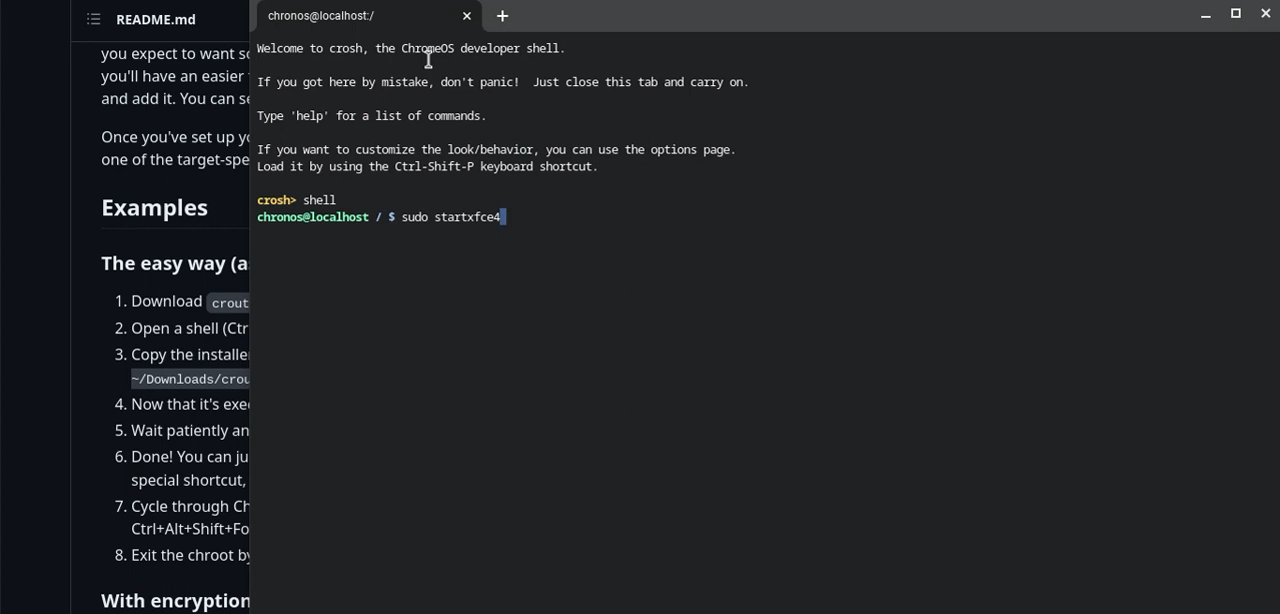 README.md
you expect to want
you'll have an easier
and add it. You can
Once you've set up
one of the target-spe
Examples
The easy way
1. Download crout
2. Open a shell (Ctr
3. Copy the installe
~/Downloads/crou
4. Now that it's exe
5. Wait patiently an
6. Done! You can ju
special shortcut,
7. Cycle through Ch
Ctrl+Alt+Shift+Fo
8. Exit the chroot by
With encryption
chronos@localhost:/
Welcome to crosh, the ChromeOS developer shell.
If you got here by mistake, don't panic!  Just close this tab and carry on.
Type 'help' for a list of commands.
If you want to customize the look/behavior, you can use the options page.
Load it by using the Ctrl-Shift-P keyboard shortcut.
crosh> shell
chronos@localhost / $ sudo startxfce4